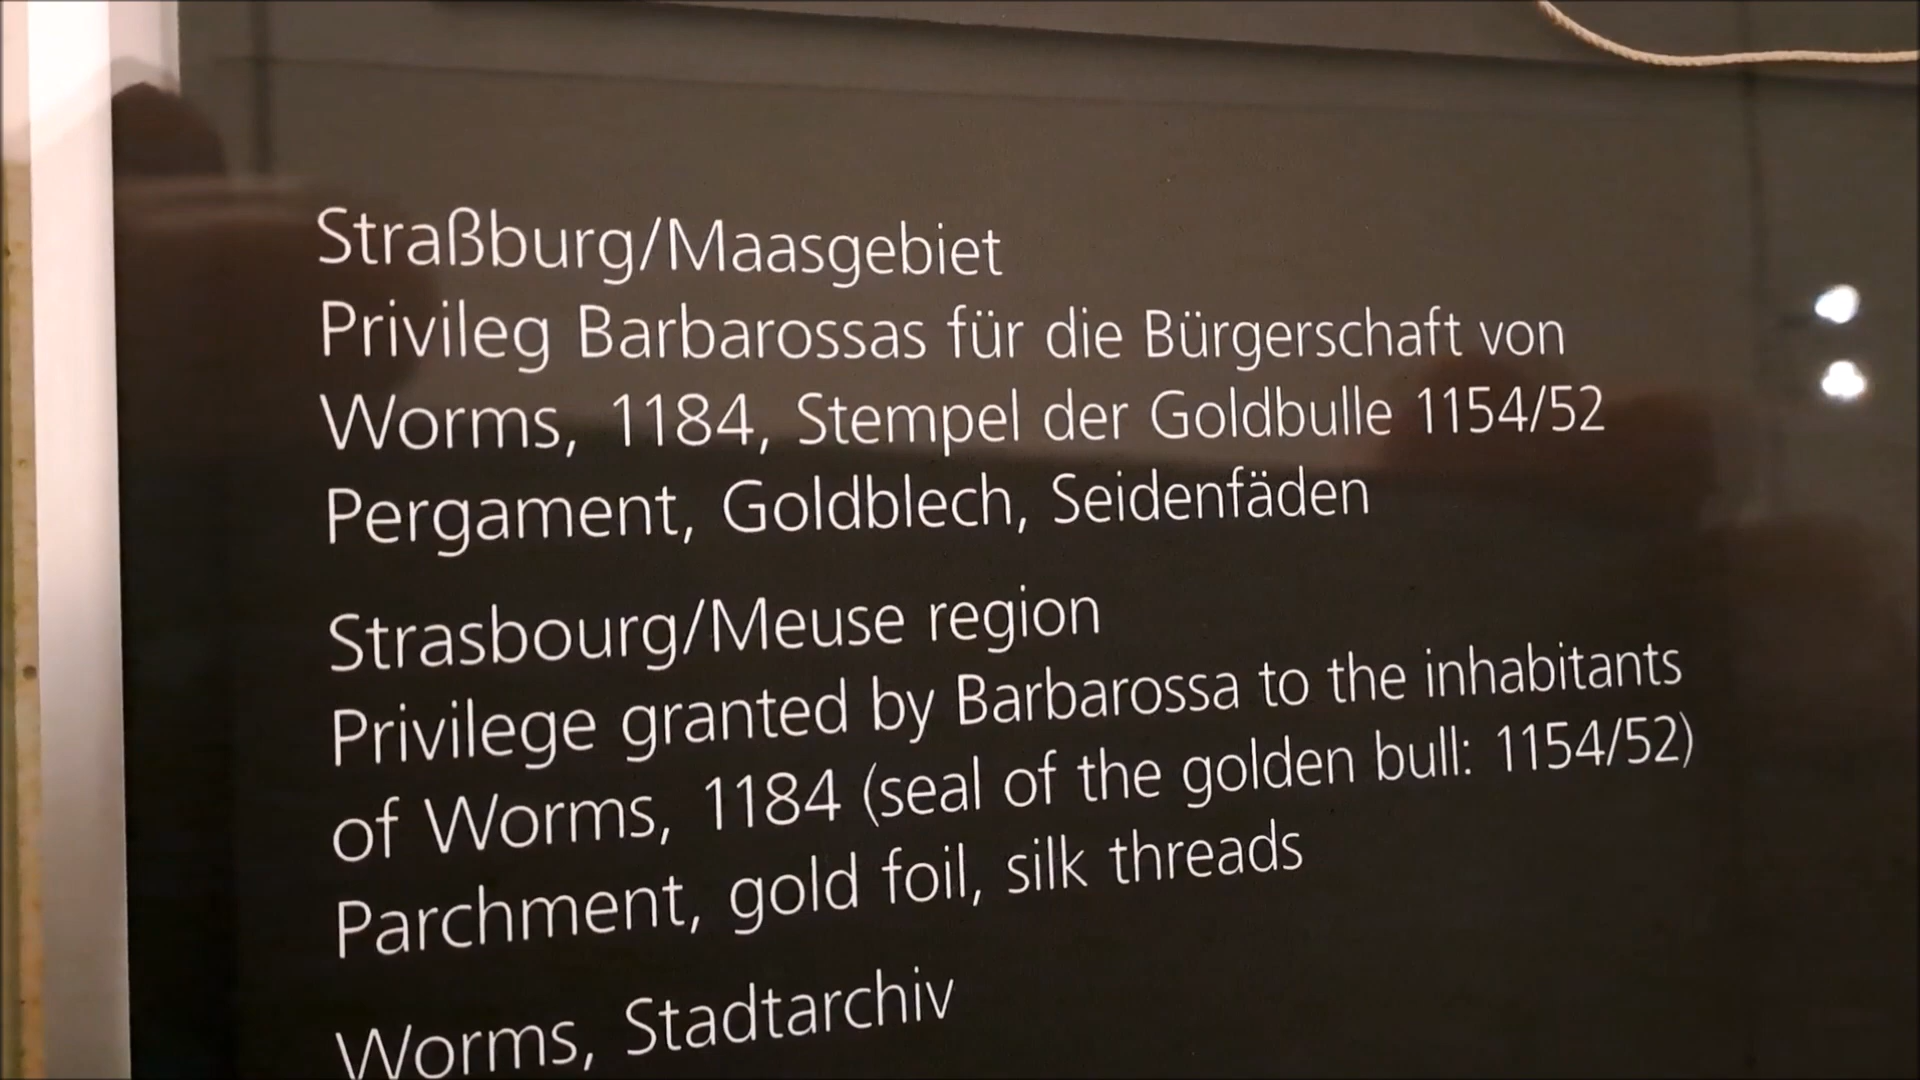 Straßburg/Maasgebiet
Privileg Barbarossas für die Bürgerschaft von
Worms, 1184, Stempel der Goldbulle 1154/52
Pergament, Goldblech, Seidenfäden
Strasbourg/Meuse region
Privilege granted by Barbarossa to the inhabitants
of Worms, 1184 (seal of the golden bull: 1154/52)
Parchment, gold foil, silk threads
Worms, Stadtarchiv